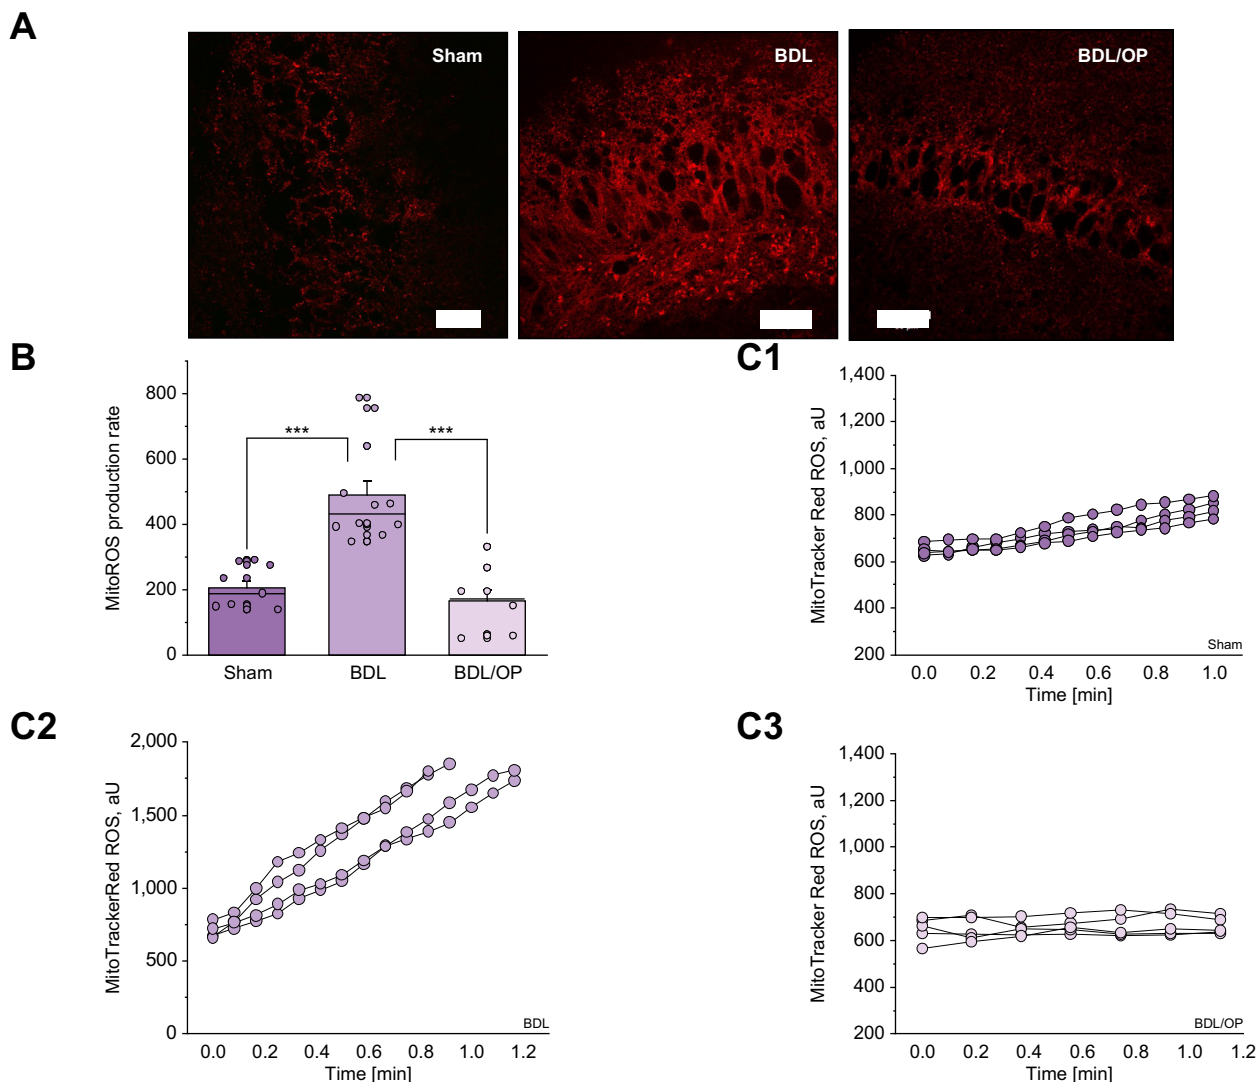 A
Sham
BDL
BDL/OP
B
MitoROS production rate
800
600
400
200
0
***
***
Sham
BDL
BDL/OP
C1
MitoTracker Red ROS, aU
1,400
1,200
1,000
800
600
400
200
Sham
0.0 0.2 0.4 0.6 0.8 1.0
Time [min]
C2
MitoTrackerRed ROS, aU
2,000
1,500
1,000
500
0
BDL
0.0 0.2 0.4 0.6 0.8 1.0 1.2
Time [min]
C3
MitoTracker Red ROS, aU
1,400
1,200
1,000
800
600
400
200
BDL/OP
0.0 0.2 0.4 0.6 0.8 1.0 1.2
Time [min]